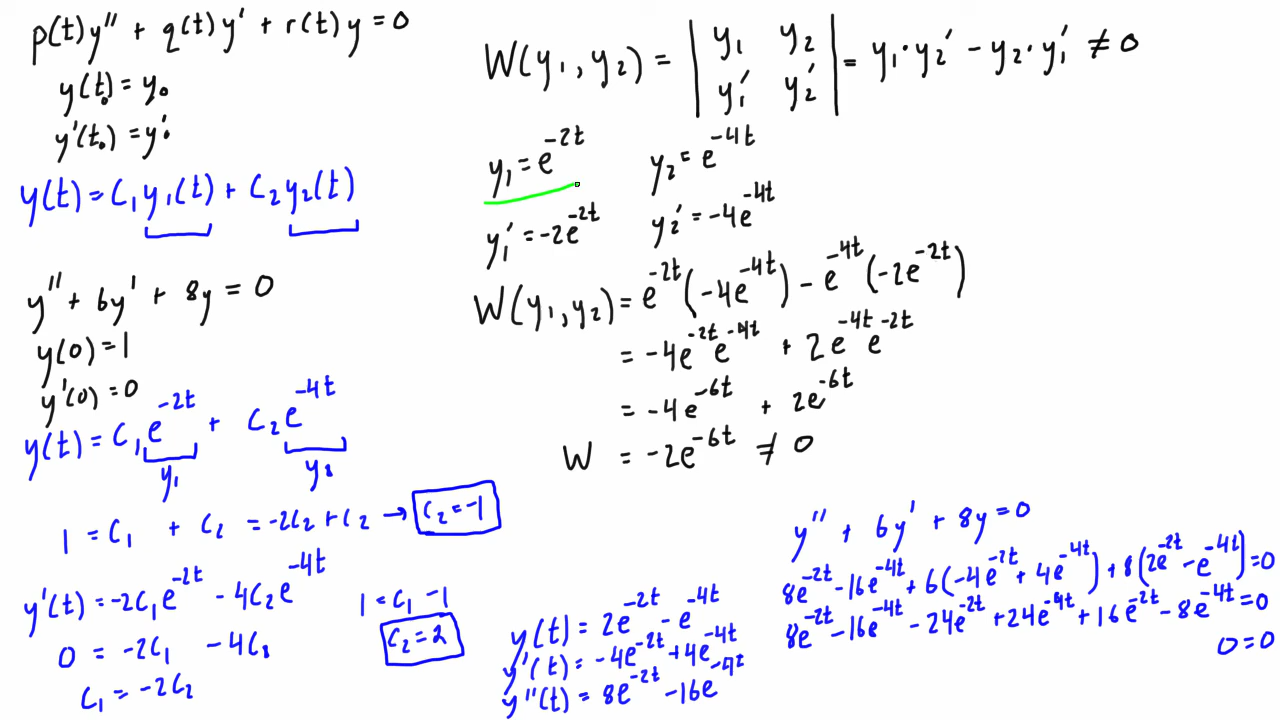 p(t)y'' + q(t)y' + r(t)y = 0
y(t₀) = y₀
y'(t₀) = y'₀
y(t) = C₁y₁(t) + C₂y₂(t)
y'' + 6y' + 8y = 0
y(0) = 1
y'(0) = 0
y(t) = C₁e^{-2t} + C₂e^{-4t}
y₁ y₂
1 = C₁ + C₂ = -2C₂ + C₂ → C₂ = -1
y'(t) = -2C₁e^{-2t} - 4C₂e^{-4t}
0 = -2C₁ - 4C₂
C₁ = -2C₂
1 = C₁ - 1
C₂ = 2
W(y₁, y₂) = | y₁ y₂ | = y₁·y₂' - y₂·y₁' ≠ 0
| y₁' y₂' |
y₁ = e^{-2t} y₂ = e^{-4t}
y₁' = -2e^{-2t} y₂' = -4e^{-4t}
W(y₁, y₂) = e^{-2t}(-4e^{-4t}) - e^{-4t}(-2e^{-2t})
= -4e^{-2t}e^{-4t} + 2e^{-4t}e^{-2t}
= -4e^{-6t} + 2e^{-6t}
W = -2e^{-6t} ≠ 0
y(t) = 2e^{-2t} - e^{-4t}
y'(t) = -4e^{-2t} + 4e^{-4t}
y''(t) = 8e^{-2t} - 16e^{-4t}
y'' + 6y' + 8y = 0
8e^{-2t} - 16e^{-4t} + 6(-4e^{-2t} + 4e^{-4t}) + 8(2e^{-2t} - e^{-4t}) = 0
8e^{-2t} - 16e^{-4t} - 24e^{-2t} + 24e^{-4t} + 16e^{-2t} - 8e^{-4t} = 0
0 = 0